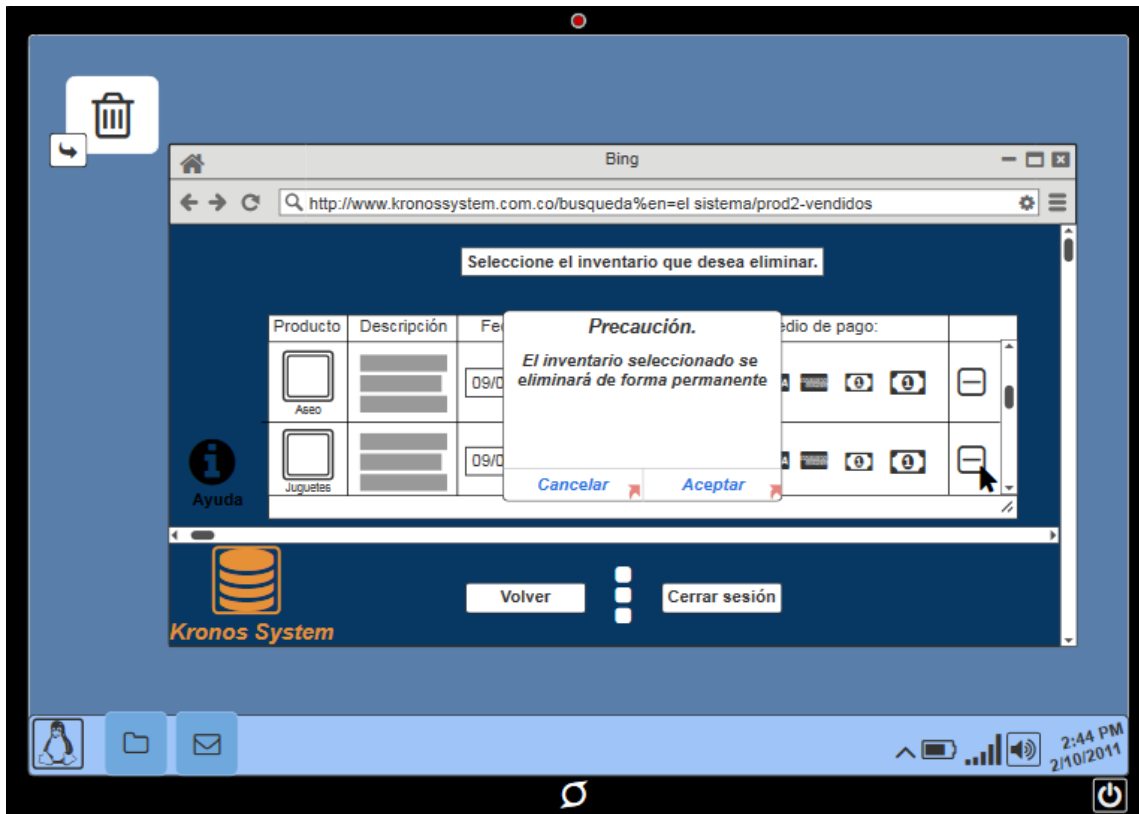 Bing
http://www.kronossystem.com.co/busqueda%en=el sistema/prod2-vendidos
Seleccione el inventario que desea eliminar.
Producto Descripción Fe edio de pago:
Precaución.
El inventario seleccionado se
eliminará de forma permanente
09/0
Aseo
09/0
Juguetes
Cancelar Aceptar
Ayuda
Volver Cerrar sesión
Kronos System
2:44 PM
2/10/2011